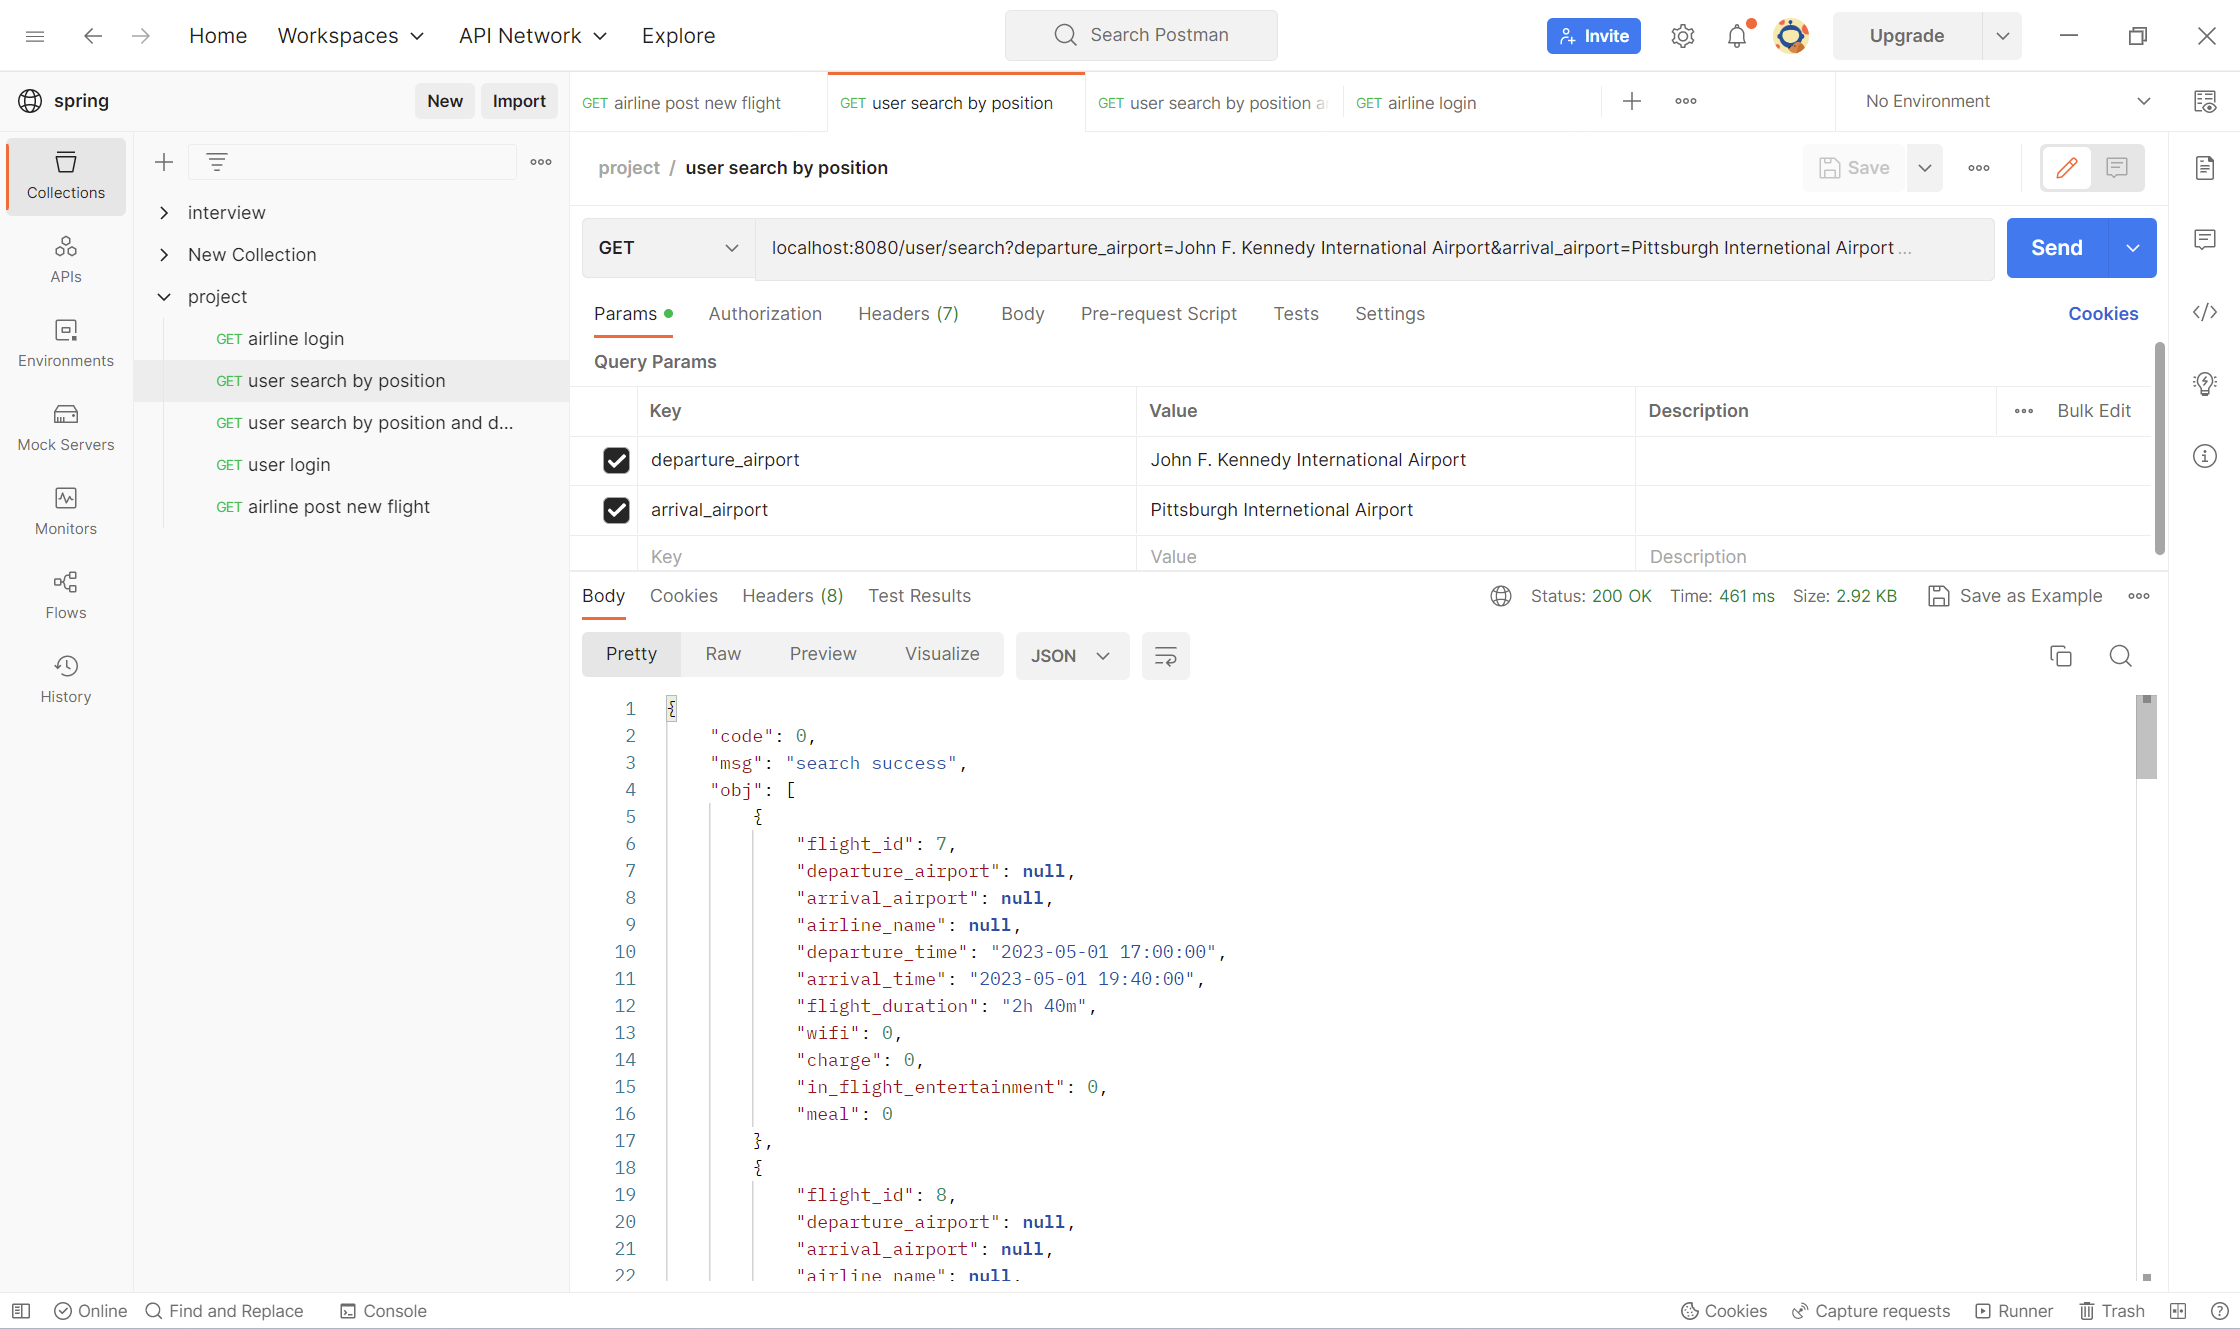 Home Workspaces API Network Explore Search Postman Invite Upgrade
spring New Import GET airline post new flight GET user search by position GET user search by position a GET airline login No Environment
Collections
APIs
Environments
Mock Servers
Monitors
Flows
History
interview
New Collection
project
GET airline login
GET user search by position
GET user search by position and d...
GET user login
GET airline post new flight
project / user search by position Save
GET localhost:8080/user/search?departure_airport=John F. Kennedy International Airport&arrival_airport=Pittsburgh Internetional Airport ... Send
Params Authorization Headers (7) Body Pre-request Script Tests Settings Cookies
Query Params
Key Value Description Bulk Edit
departure_airport John F. Kennedy International Airport
arrival_airport Pittsburgh Internetional Airport
Key Value Description
Body Cookies Headers (8) Test Results Status: 200 OK Time: 461 ms Size: 2.92 KB Save as Example
Pretty Raw Preview Visualize JSON
1 {
2 "code": 0,
3 "msg": "search success",
4 "obj": [
5 {
6 "flight_id": 7,
7 "departure_airport": null,
8 "arrival_airport": null,
9 "airline_name": null,
10 "departure_time": "2023-05-01 17:00:00",
11 "arrival_time": "2023-05-01 19:40:00",
12 "flight_duration": "2h 40m",
13 "wifi": 0,
14 "charge": 0,
15 "in_flight_entertainment": 0,
16 "meal": 0
17 },
18 {
19 "flight_id": 8,
20 "departure_airport": null,
21 "arrival_airport": null,
22 "airline_name": null,
Online Find and Replace Console Cookies Capture requests Runner Trash